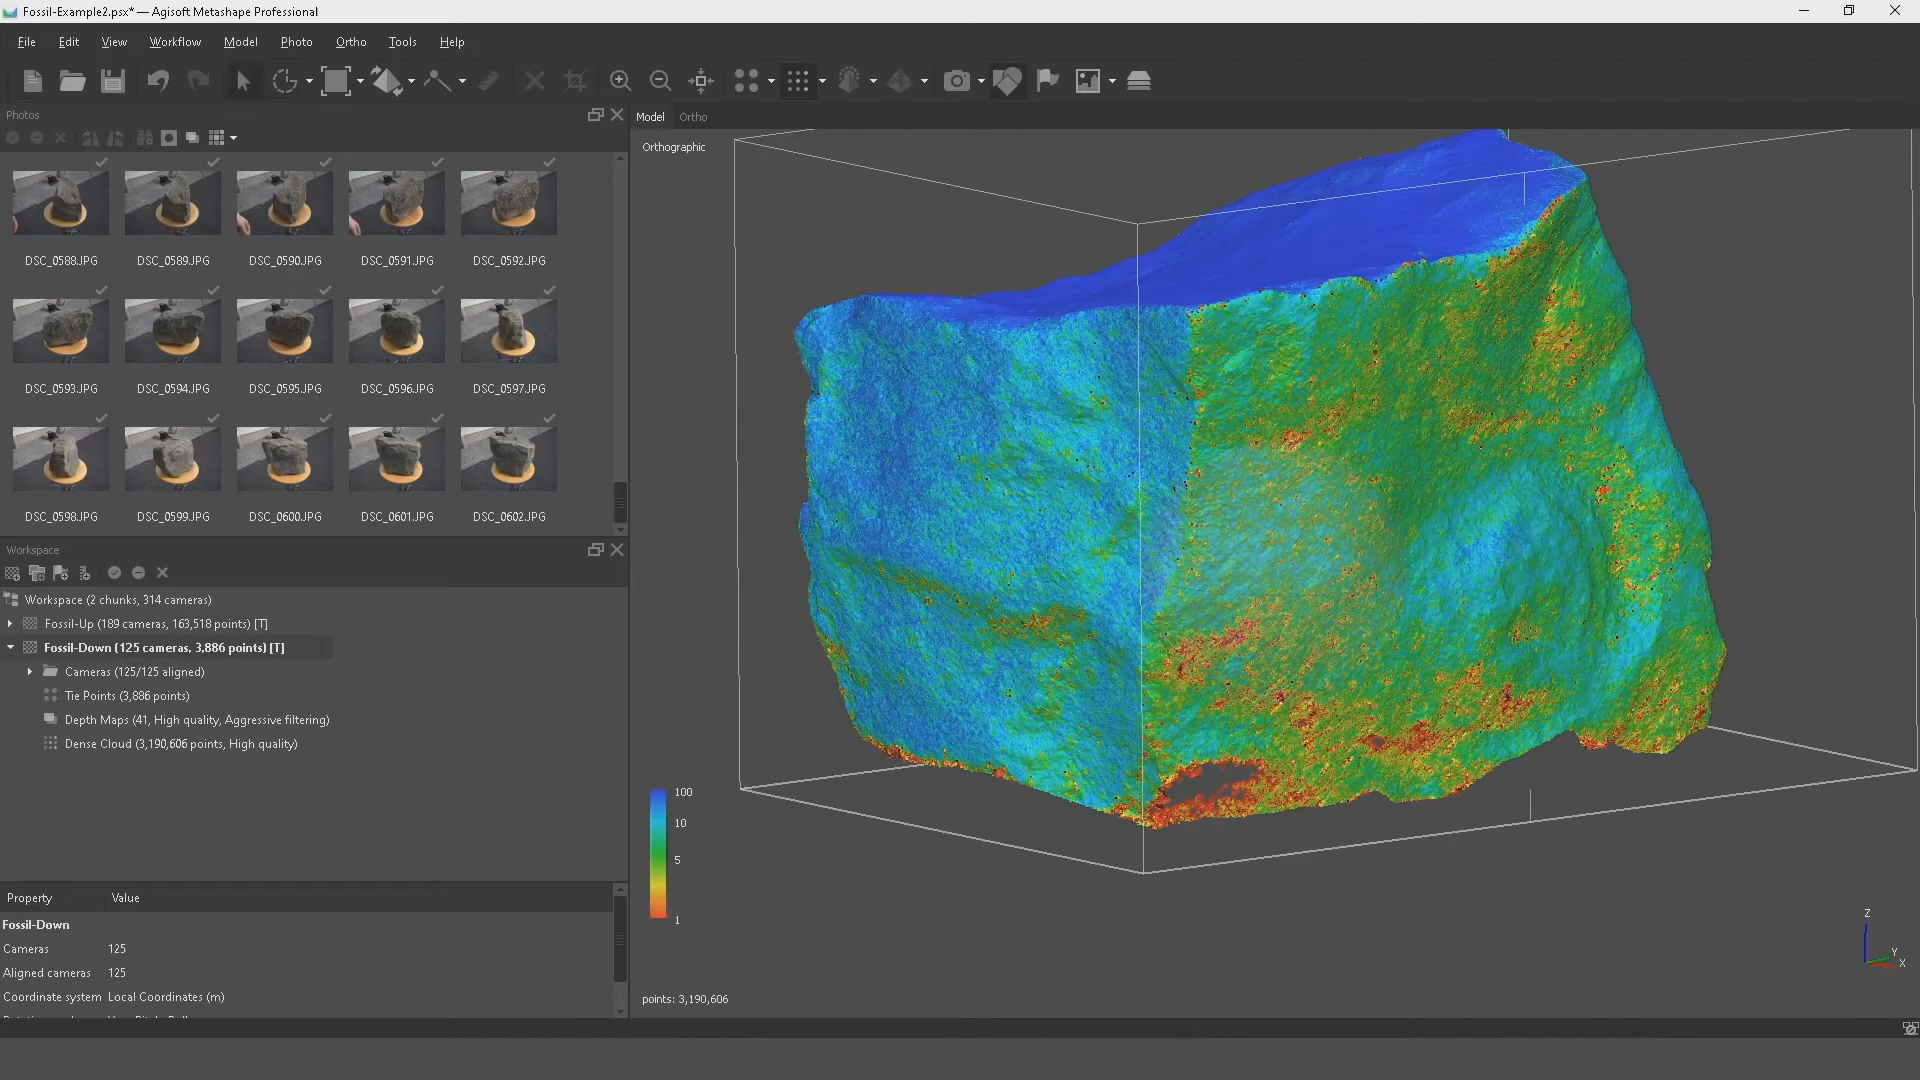 Fossil-Example2.psx* — Agisoft Metashape Professional
File Edit View Workflow Model Photo Ortho Tools Help
Photos
DSC_0588.JPG DSC_0589.JPG DSC_0590.JPG DSC_0591.JPG DSC_0592.JPG
DSC_0593.JPG DSC_0594.JPG DSC_0595.JPG DSC_0596.JPG DSC_0597.JPG
DSC_0598.JPG DSC_0599.JPG DSC_0600.JPG DSC_0601.JPG DSC_0602.JPG
Workspace
Workspace (2 chunks, 314 cameras)
Fossil-Up (189 cameras, 163,518 points) [T]
Fossil-Down (125 cameras, 3,886 points) [T]
Cameras (125/125 aligned)
Tie Points (3,886 points)
Depth Maps (41, High quality, Aggressive filtering)
Dense Cloud (3,190,606 points, High quality)
Property Value
Fossil-Down
Cameras 125
Aligned cameras 125
Coordinate system Local Coordinates (m)
Model Ortho
Orthographic
100
10
5
1
points: 3,190,606
Z
Y
X